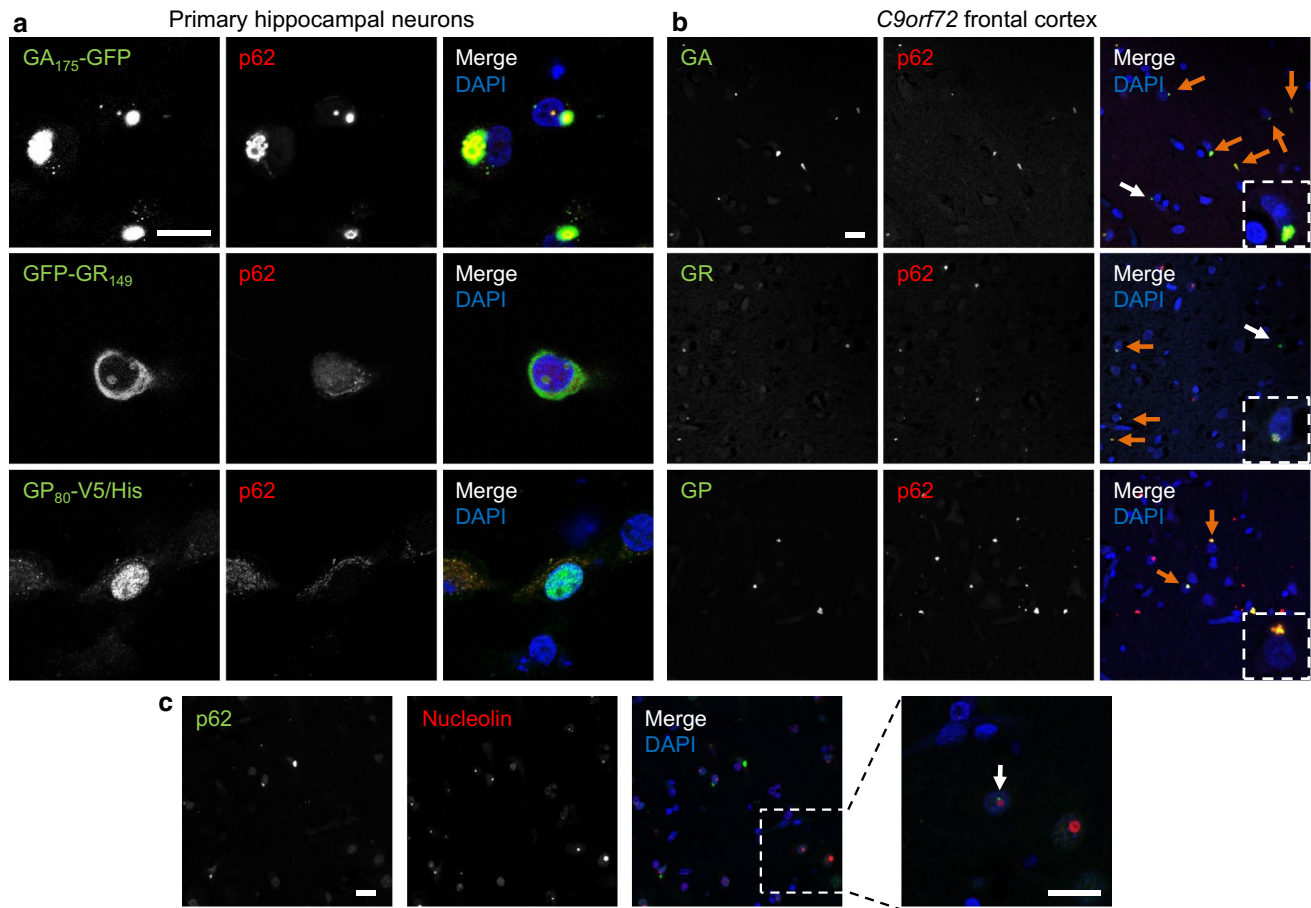 a Primary hippocampal neurons
GA₁₇₅-GFP p62 Merge
DAPI
GFP-GR₁₄₉ p62 Merge
DAPI
GP₈₀-V5/His p62 Merge
DAPI
b C9orf72 frontal cortex
GA p62 Merge
DAPI
GR p62 Merge
DAPI
GP p62 Merge
DAPI
c p62 Nucleolin Merge
DAPI